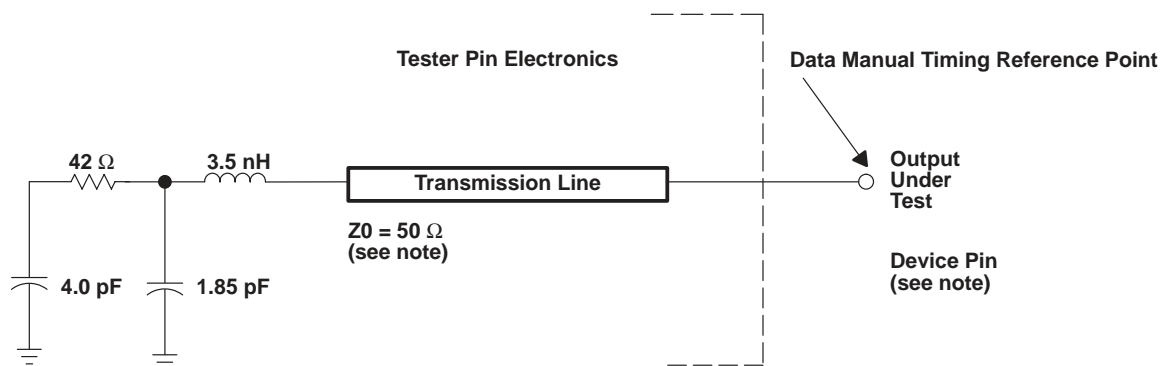 Tester Pin Electronics
Data Manual Timing Reference Point
42 Ω
3.5 nH
Transmission Line
Output
Under
Test
Z0 = 50 Ω
(see note)
Device Pin
(see note)
4.0 pF
1.85 pF